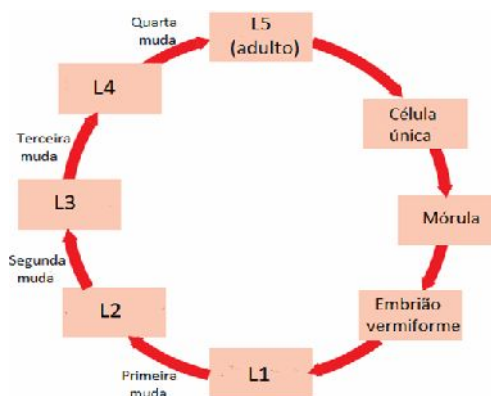 Quarta
muda
L5
(adulto)
Célula
única
Mórula
Embrião
vermiforme
L1
Primeira
muda
L2
Segunda
muda
L3
Terceira
muda
L4